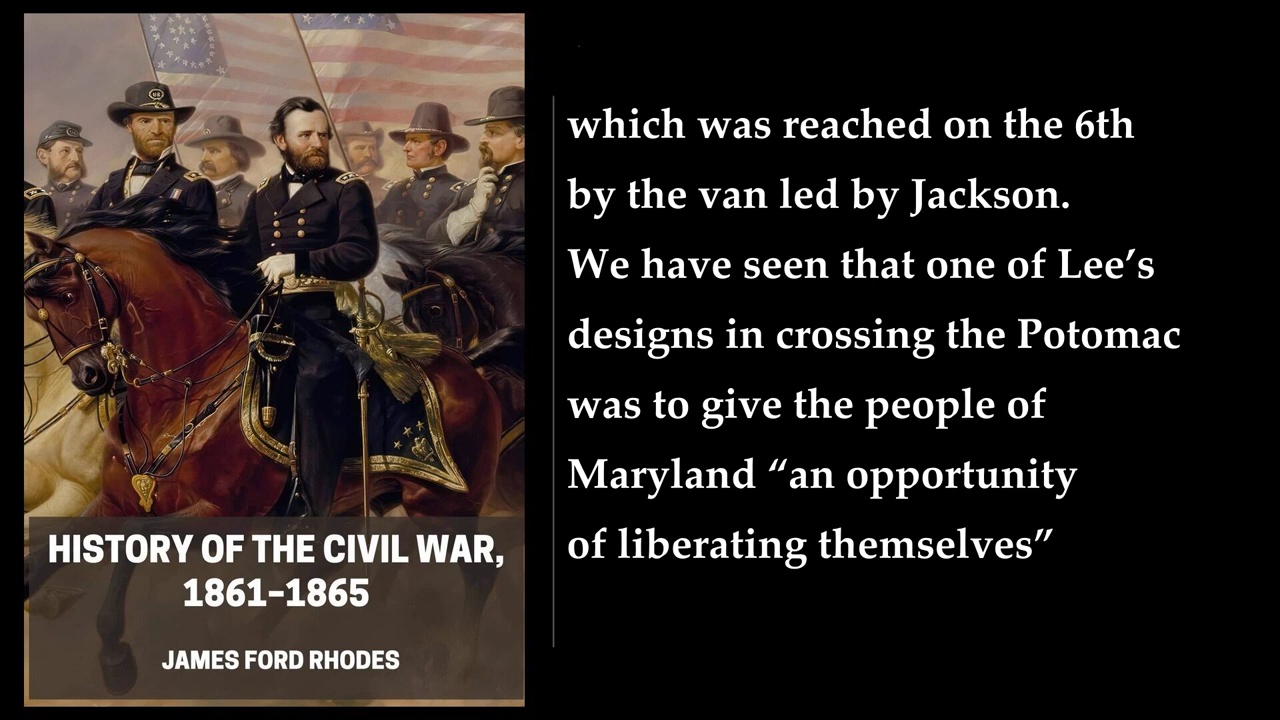 HISTORY OF THE CIVIL WAR,
1861–1865
JAMES FORD RHODES
which was reached on the 6th
by the van led by Jackson.
We have seen that one of Lee’s
designs in crossing the Potomac
was to give the people of
Maryland “an opportunity
of liberating themselves”